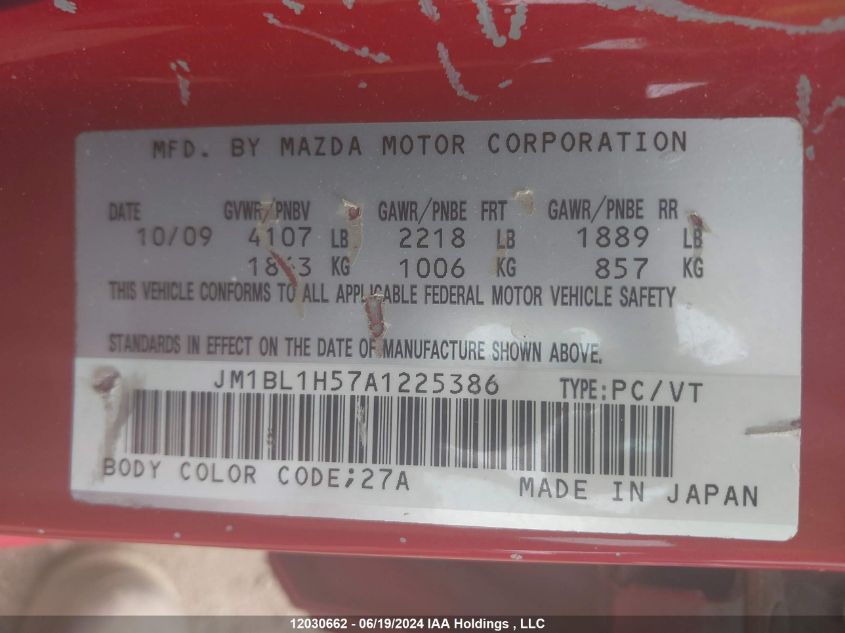 MFD. BY MAZDA MOTOR CORPORATION
DATE GVWR/PNBV GAWR/PNBE FRT GAWR/PNBE RR
10/09 4107 LB 2218 LB 1889 LB
KG 1006 KG 857 KG
THIS VEHICLE CONFORMS TO ALL APPLICABLE FEDERAL MOTOR VEHICLE SAFETY
STANDARDS IN EFFECT ON THE DATE OF MANUFACTURE SHOWN ABOVE.
JM1BL1H57A1225386 TYPE:PC/VT
BODY COLOR CODE;27A
MADE IN JAPAN
12030662 - 06/19/2024 IAA Holdings , LLC